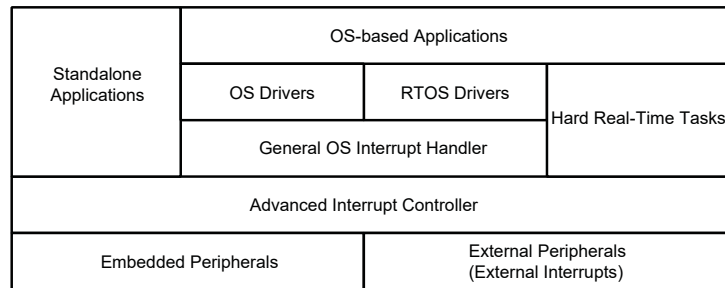 OS-based Applications
Standalone
Applications
OS Drivers
RTOS Drivers
Hard Real-Time Tasks
General OS Interrupt Handler
Advanced Interrupt Controller
Embedded Peripherals
External Peripherals
(External Interrupts)